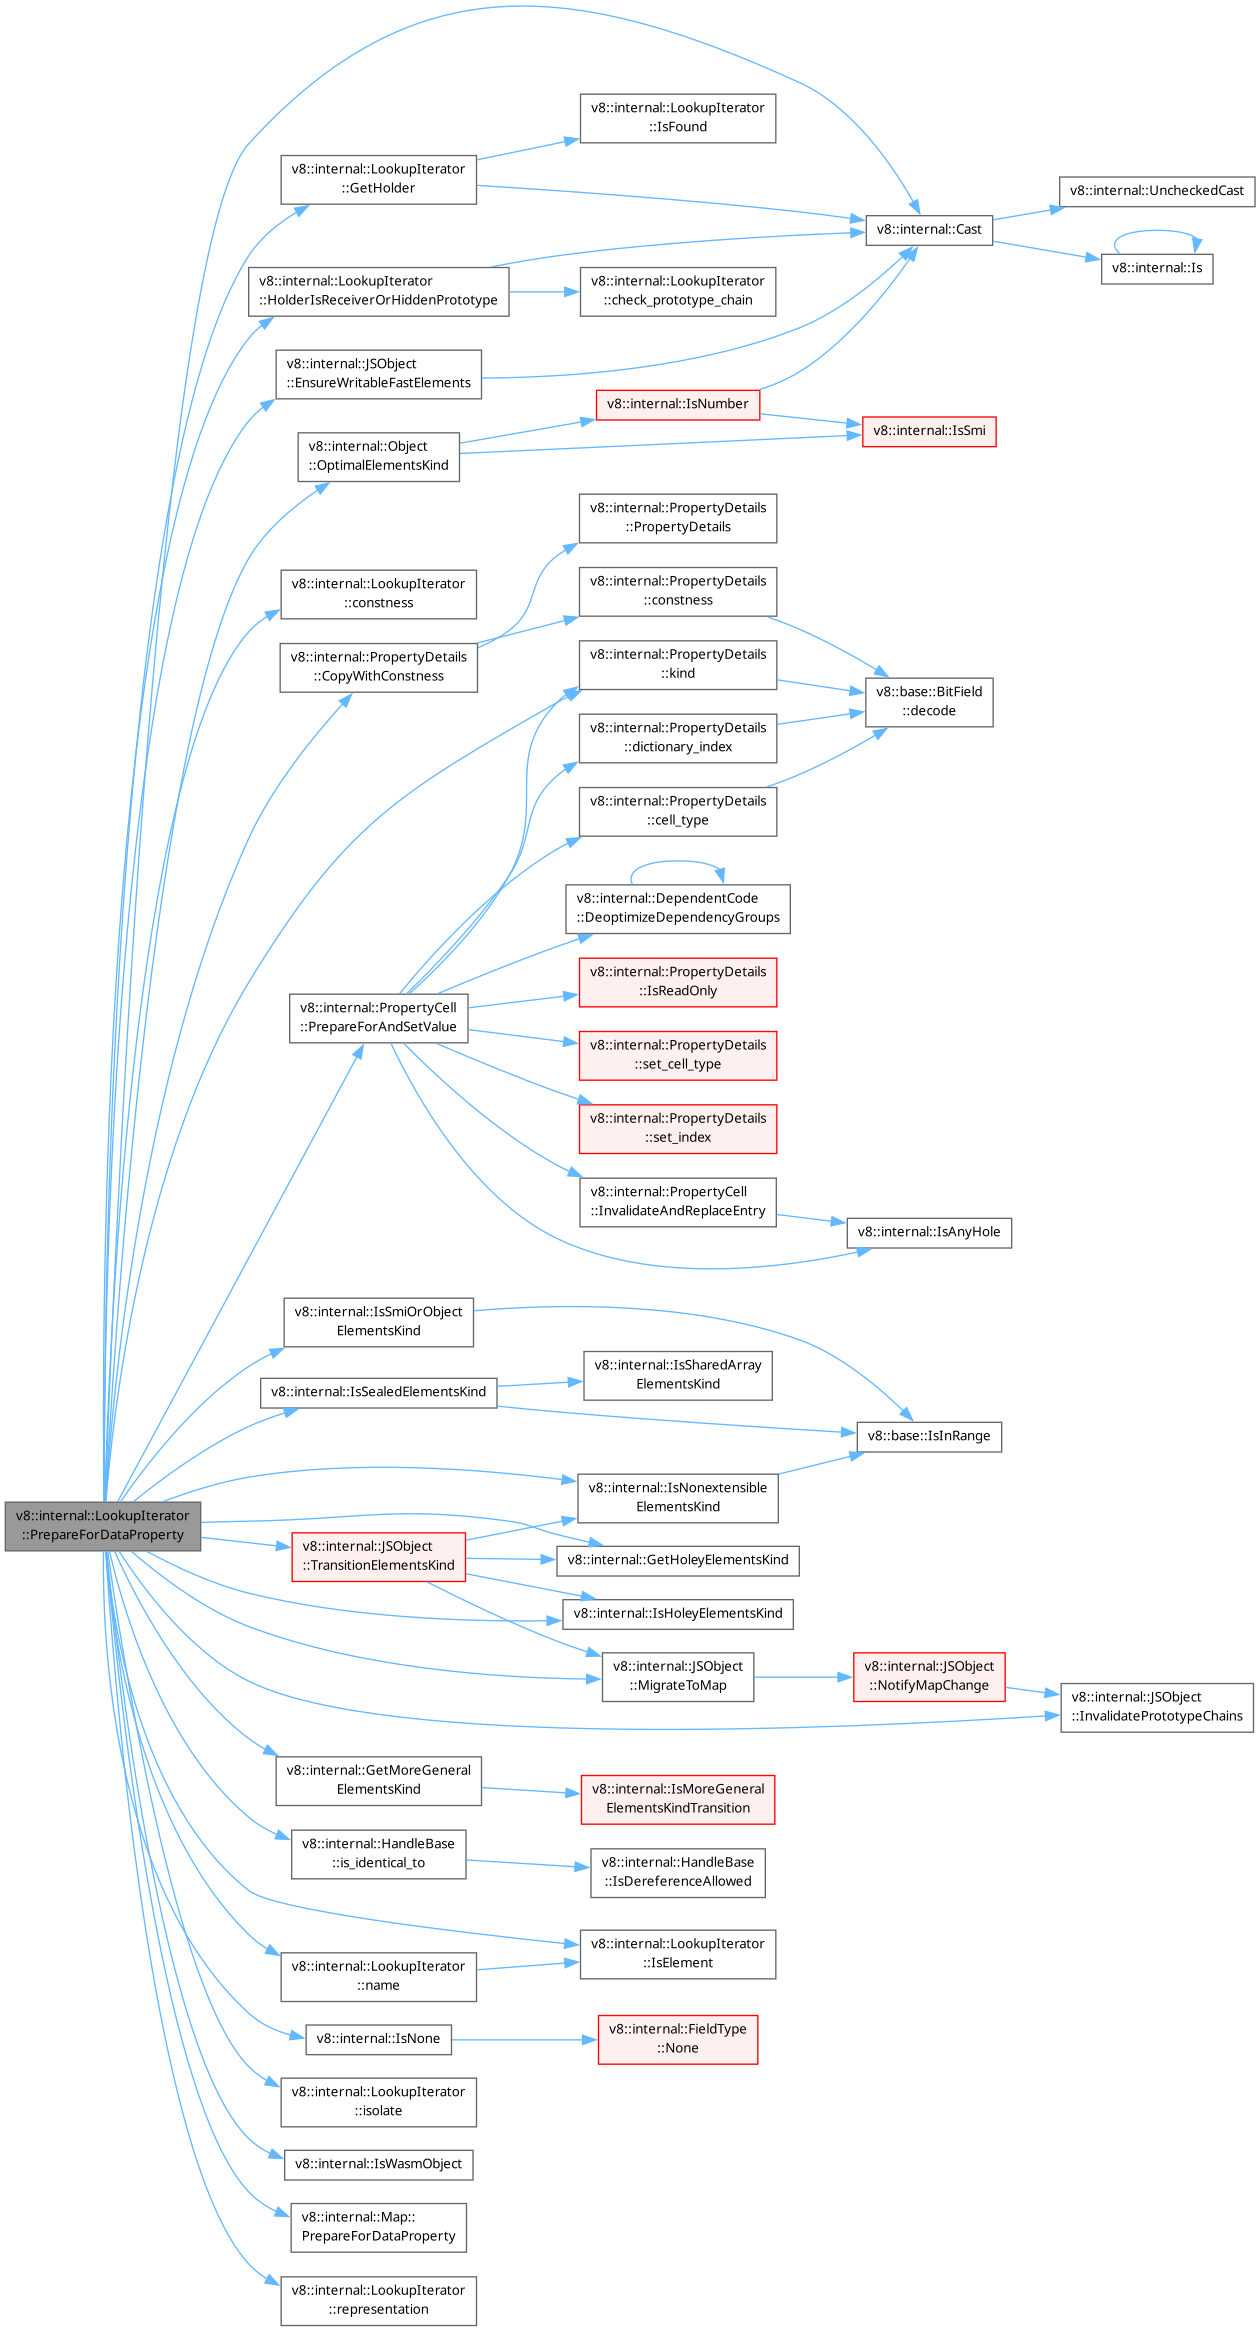 v8::internal::LookupIterator
::IsFound
v8::internal::LookupIterator
::GetHolder
v8::internal::UncheckedCast
v8::internal::Cast
v8::internal::Is
v8::internal::LookupIterator
::HolderIsReceiverOrHiddenPrototype
v8::internal::LookupIterator
::check_prototype_chain
v8::internal::JSObject
::EnsureWritableFastElements
v8::internal::IsNumber
v8::internal::IsSmi
v8::internal::Object
::OptimalElementsKind
v8::internal::PropertyDetails
::PropertyDetails
v8::internal::LookupIterator
::constness
v8::internal::PropertyDetails
::constness
v8::internal::PropertyDetails
::CopyWithConstness
v8::internal::PropertyDetails
::kind
v8::base::BitField
::decode
v8::internal::PropertyDetails
::dictionary_index
v8::internal::PropertyDetails
::cell_type
v8::internal::DependentCode
::DeoptimizeDependencyGroups
v8::internal::PropertyDetails
::IsReadOnly
v8::internal::PropertyCell
::PrepareForAndSetValue
v8::internal::PropertyDetails
::set_cell_type
v8::internal::PropertyDetails
::set_index
v8::internal::PropertyCell
::InvalidateAndReplaceEntry
v8::internal::IsAnyHole
v8::internal::IsSmiOrObject
ElementsKind
v8::internal::IsSharedArray
ElementsKind
v8::internal::IsSealedElementsKind
v8::base::IsInRange
v8::internal::IsNonextensible
ElementsKind
v8::internal::LookupIterator
::PrepareForDataProperty
v8::internal::JSObject
::TransitionElementsKind
v8::internal::GetHoleyElementsKind
v8::internal::IsHoleyElementsKind
v8::internal::JSObject
::MigrateToMap
v8::internal::JSObject
::NotifyMapChange
v8::internal::JSObject
::InvalidatePrototypeChains
v8::internal::GetMoreGeneral
ElementsKind
v8::internal::IsMoreGeneral
ElementsKindTransition
v8::internal::HandleBase
::is_identical_to
v8::internal::HandleBase
::IsDereferenceAllowed
v8::internal::LookupIterator
::IsElement
v8::internal::LookupIterator
::name
v8::internal::IsNone
v8::internal::FieldType
::None
v8::internal::LookupIterator
::isolate
v8::internal::IsWasmObject
v8::internal::Map::
PrepareForDataProperty
v8::internal::LookupIterator
::representation